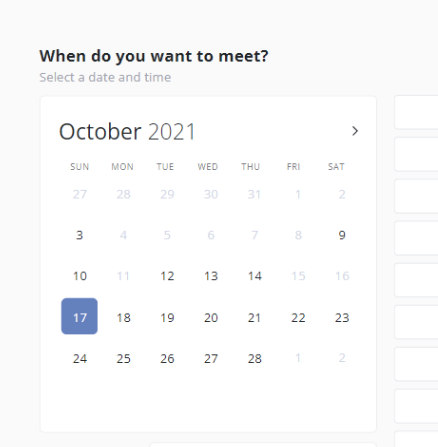 When do you want to meet?
Select a date and time
October 2021
SUN MON TUE WED THU FRI SAT
27 28 29 30 31 1 2
3 4 5 6 7 8 9
10 11 12 13 14 15 16
17 18 19 20 21 22 23
24 25 26 27 28 1 2